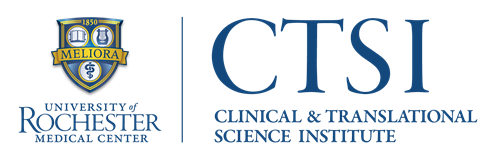 1850
MELIORA
UNIVERSITY of
ROCHESTER
MEDICAL CENTER
CTSI
CLINICAL & TRANSLATIONAL
SCIENCE INSTITUTE